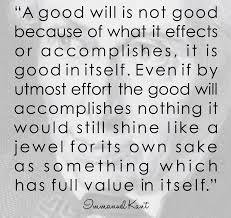 “A good will is not good
because of what it effects
or accomplishes, it is
good in itself. Even if by
utmost effort the good will
accomplishes nothing it
would still shine like a
jewel for its own sake
as something which
has full value in itself.”
Immanuel Kant